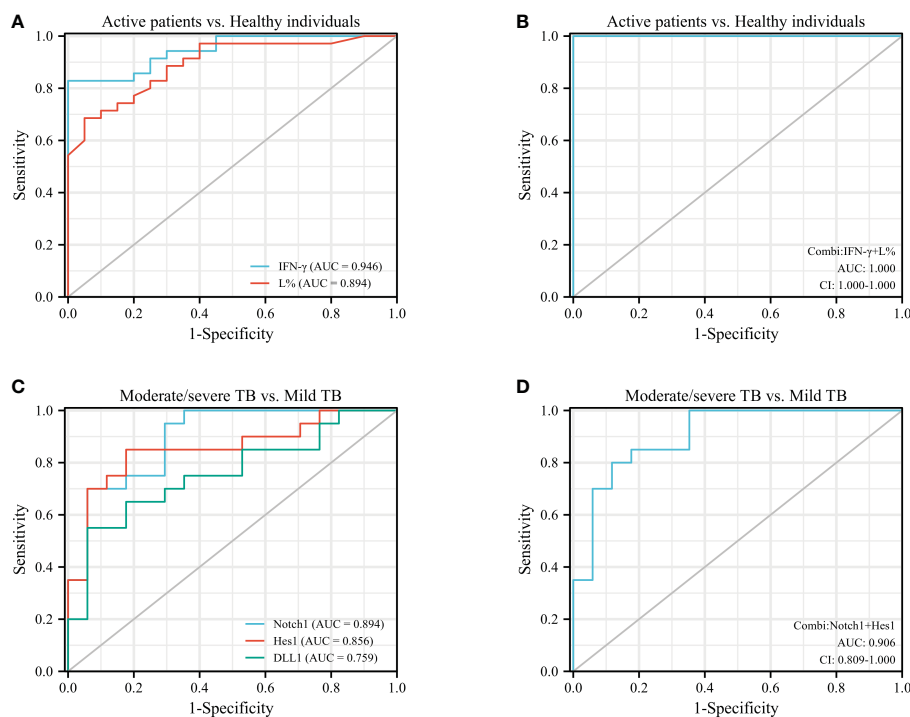 A
Active patients vs. Healthy individuals
1.0
0.8
0.6
0.4
0.2
0.0
Sensitivity
IFN-γ (AUC = 0.946)
L% (AUC = 0.894)
0.0 0.2 0.4 0.6 0.8 1.0
1-Specificity
B
Active patients vs. Healthy individuals
1.0
0.8
0.6
0.4
0.2
0.0
Sensitivity
Combi:IFN-γ+L%
AUC: 1.000
CI: 1.000-1.000
0.0 0.2 0.4 0.6 0.8 1.0
1-Specificity
C
Moderate/severe TB vs. Mild TB
1.0
0.8
0.6
0.4
0.2
0.0
Sensitivity
Notch1 (AUC = 0.894)
Hes1 (AUC = 0.856)
DLL1 (AUC = 0.759)
0.0 0.2 0.4 0.6 0.8 1.0
1-Specificity
D
Moderate/severe TB vs. Mild TB
1.0
0.8
0.6
0.4
0.2
0.0
Sensitivity
Combi:Notch1+Hes1
AUC: 0.906
CI: 0.809-1.000
0.0 0.2 0.4 0.6 0.8 1.0
1-Specificity